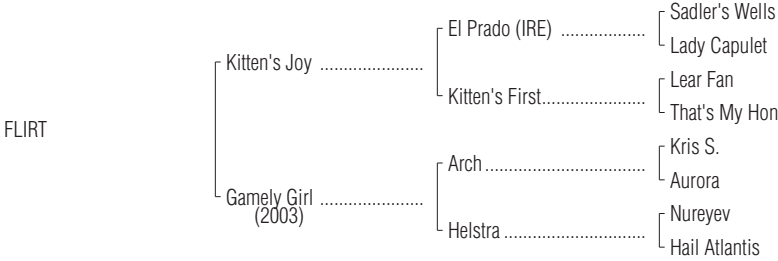 Sadler's Wells
El Prado (IRE) ...................
Lady Capulet
Kitten's Joy .......................
Lear Fan
Kitten's First.......................
That's My Hon
FLIRT
Kris S.
Arch....................................
Aurora
Gamely Girl .......................
(2003)
Nureyev
Helstra ................................
Hail Atlantis